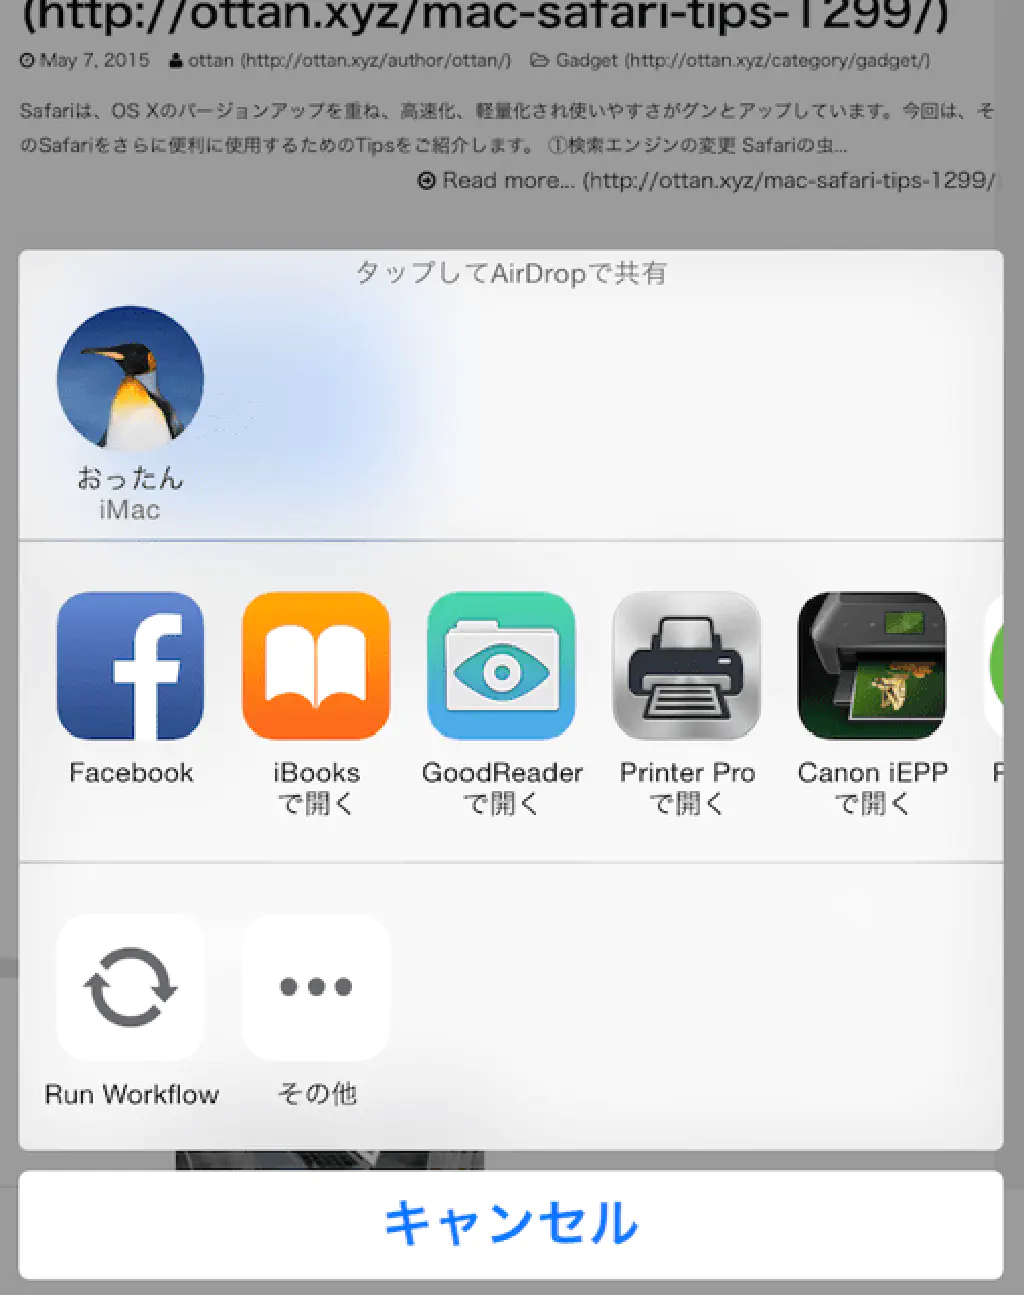 (http://ottan.xyz/mac-safari-tips-1299/)
May 7, 2015 ottan (http://ottan.xyz/author/ottan/) Gadget (http://ottan.xyz/category/gadget/)
Safariは、OS Xのバージョンアップを重ね、高速化、軽量化され使いやすさがグンとアップしています。今回は、そ
のSafariをさらに便利に使用するためのTipsをご紹介します。 ①検索エンジンの変更 Safariの虫...
Read more... (http://ottan.xyz/mac-safari-tips-1299/
タップしてAirDropで共有
おったん
iMac
Facebook
iBooks
で開く
GoodReader
で開く
Printer Pro
で開く
Canon iEPP
で開く
Run Workflow
その他
キャンセル